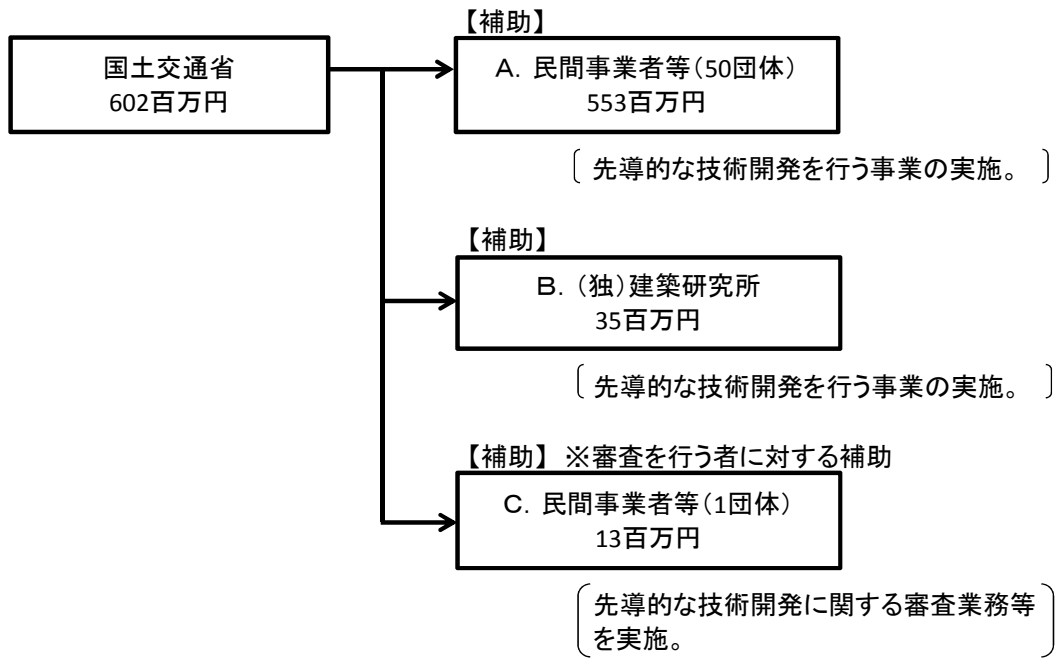 国土交通省
602百万円
【補助】
A．民間事業者等（50団体）
553百万円
先導的な技術開発を行う事業の実施。
【補助】
B．（独）建築研究所
35百万円
先導的な技術開発を行う事業の実施。
【補助】 ※審査を行う者に対する補助
C．民間事業者等（1団体）
13百万円
先導的な技術開発に関する審査業務等
を実施。